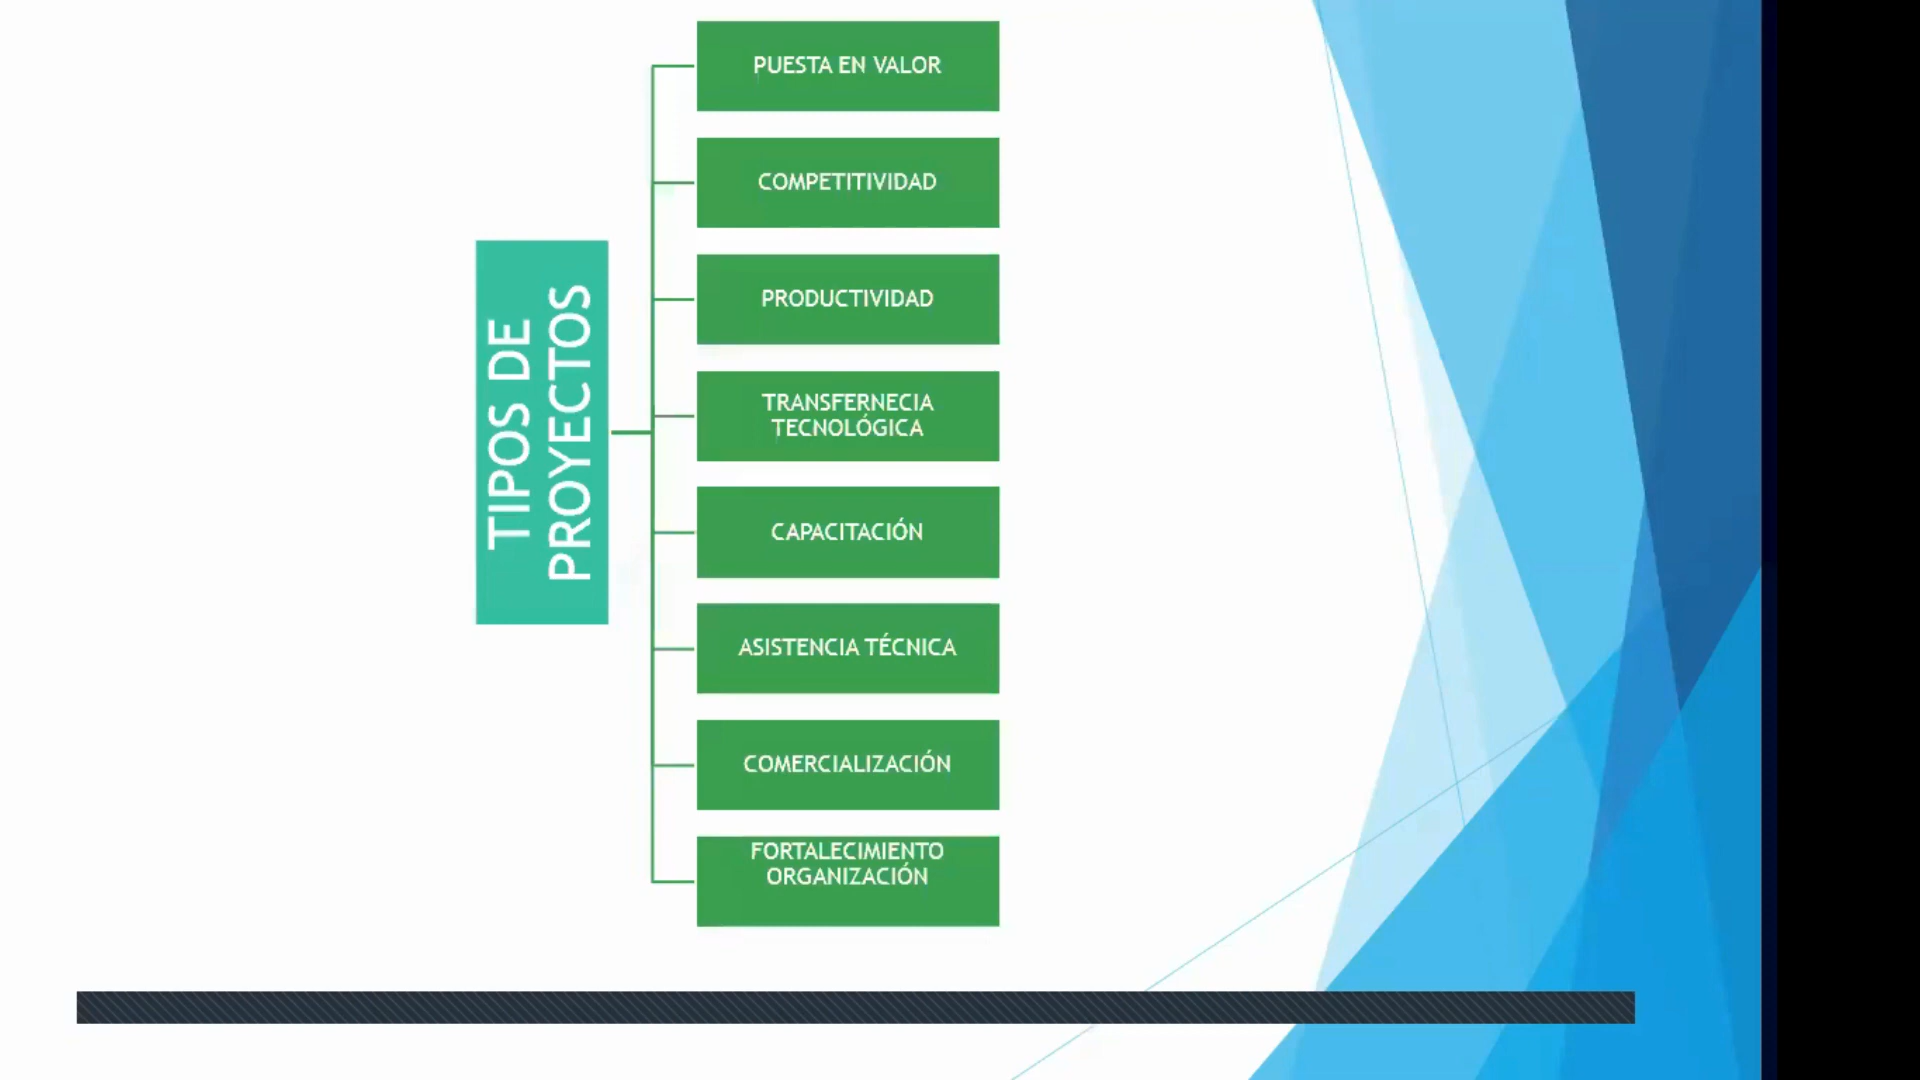 TIPOS DE
PROYECTOS
PUESTA EN VALOR
COMPETITIVIDAD
PRODUCTIVIDAD
TRANSFERNECIA
TECNOLÓGICA
CAPACITACIÓN
ASISTENCIA TÉCNICA
COMERCIALIZACIÓN
FORTALECIMIENTO
ORGANIZACIÓN